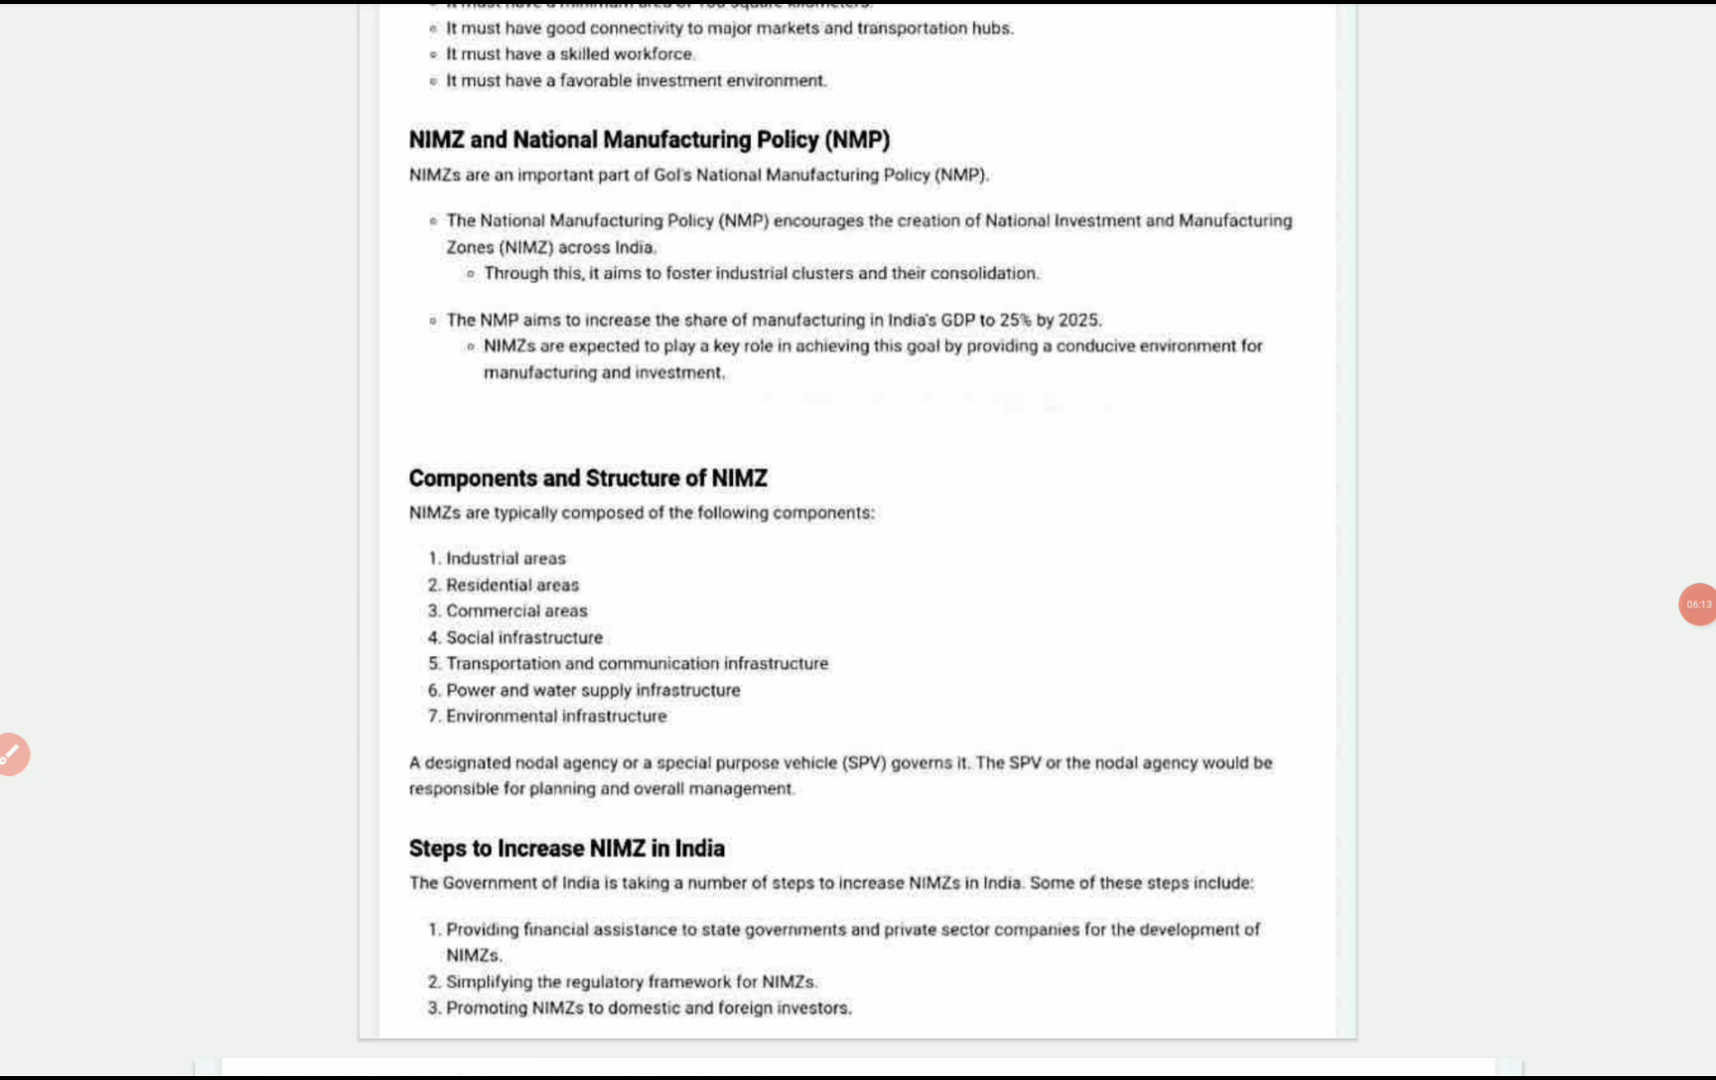 It must have a minimum area of 100 square kilometers.
It must have good connectivity to major markets and transportation hubs.
It must have a skilled workforce.
It must have a favorable investment environment.
NIMZ and National Manufacturing Policy (NMP)
NIMZs are an important part of GoI's National Manufacturing Policy (NMP).
The National Manufacturing Policy (NMP) encourages the creation of National Investment and Manufacturing
Zones (NIMZ) across India.
Through this, it aims to foster industrial clusters and their consolidation.
The NMP aims to increase the share of manufacturing in India's GDP to 25% by 2025.
NIMZs are expected to play a key role in achieving this goal by providing a conducive environment for
manufacturing and investment.
Components and Structure of NIMZ
NIMZs are typically composed of the following components:
1. Industrial areas
2. Residential areas
3. Commercial areas
4. Social infrastructure
5. Transportation and communication infrastructure
6. Power and water supply infrastructure
7. Environmental infrastructure
A designated nodal agency or a special purpose vehicle (SPV) governs it. The SPV or the nodal agency would be
responsible for planning and overall management.
Steps to Increase NIMZ in India
The Government of India is taking a number of steps to increase NIMZs in India. Some of these steps include:
1. Providing financial assistance to state governments and private sector companies for the development of
NIMZs.
2. Simplifying the regulatory framework for NIMZs.
3. Promoting NIMZs to domestic and foreign investors.
06:13